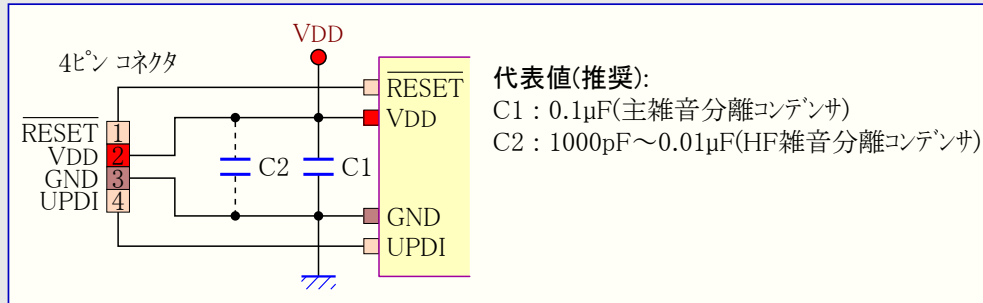 VDD
4ピン コネクタ
RESET
VDD
GND
UPDI
1
2
3
4
C2
C1
RESET
VDD
GND
UPDI
代表値(推奨):
C1 : 0.1µF(主雑音分離コンデンサ)
C2 : 1000pF～0.01µF(HF雑音分離コンデンサ)